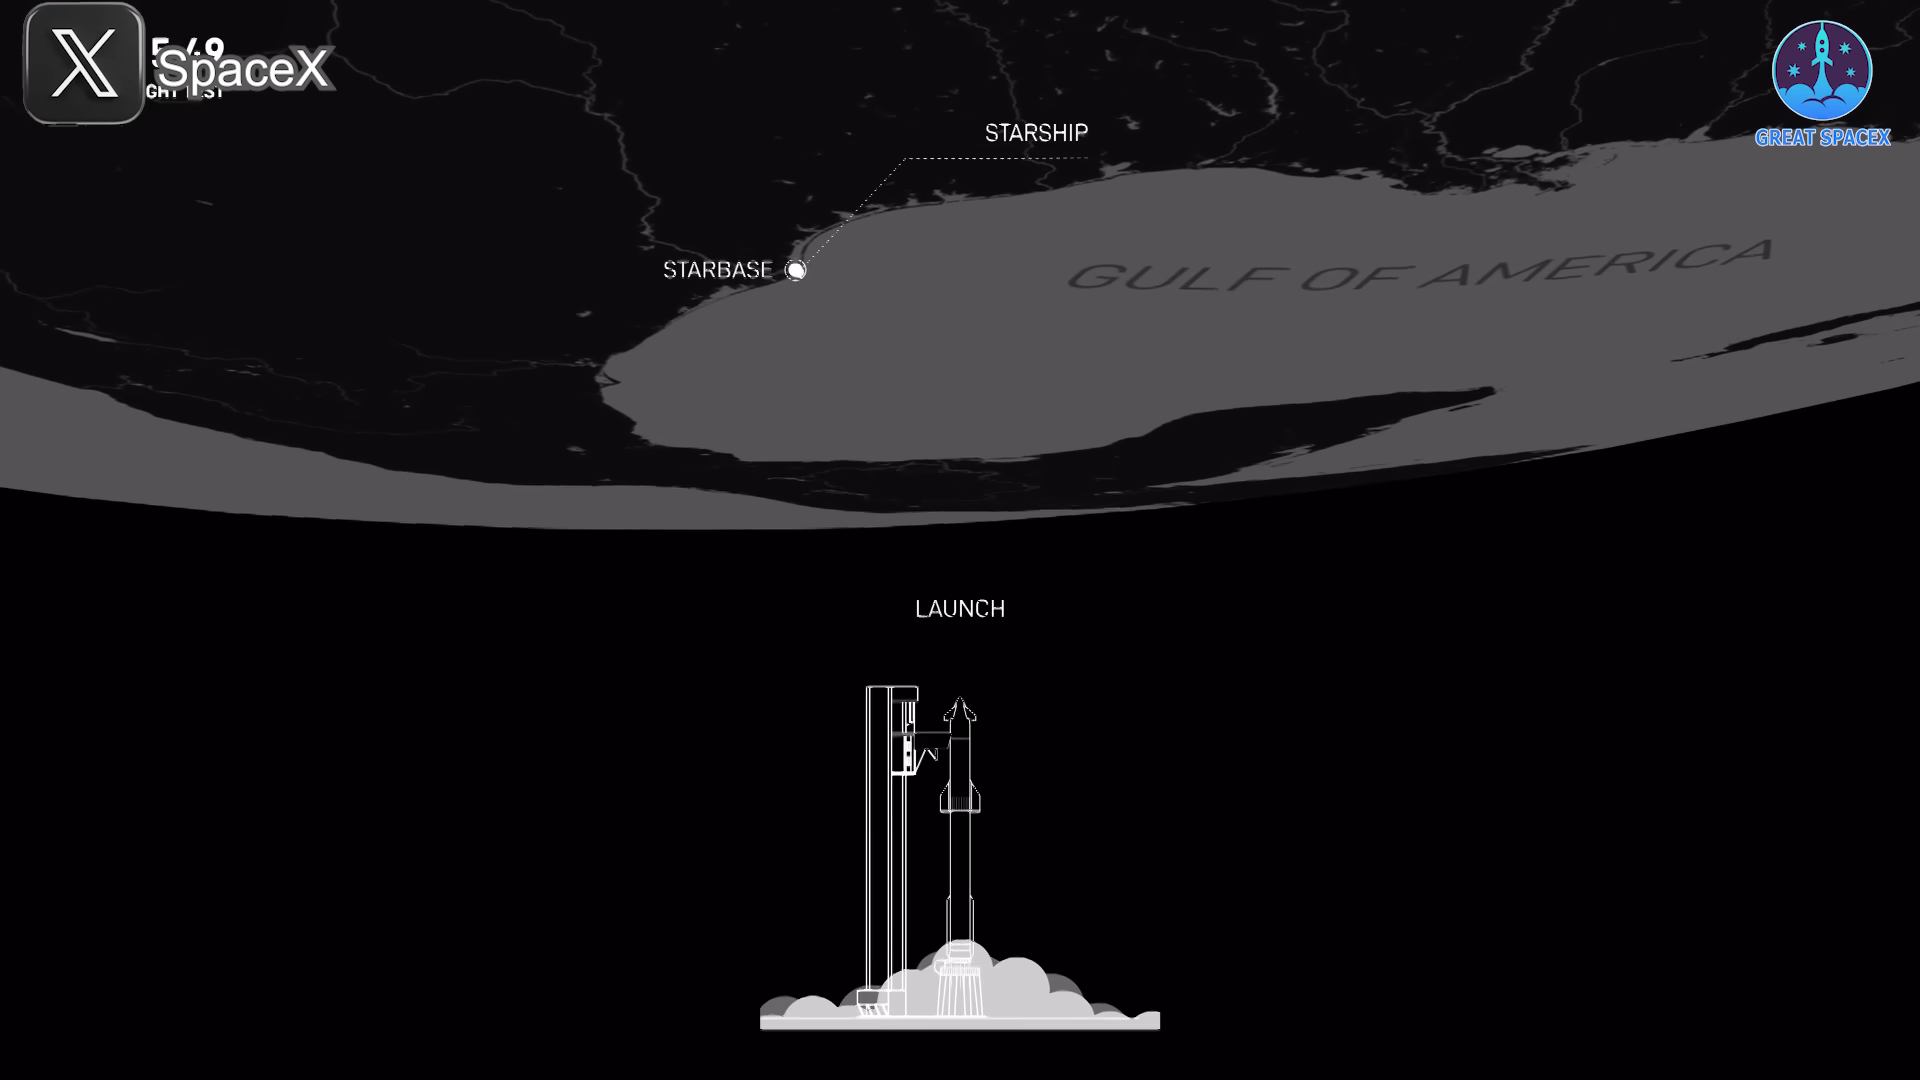 X SpaceX
STARSHIP
GREAT SPACEX
STARBASE
GULF OF AMERICA
LAUNCH